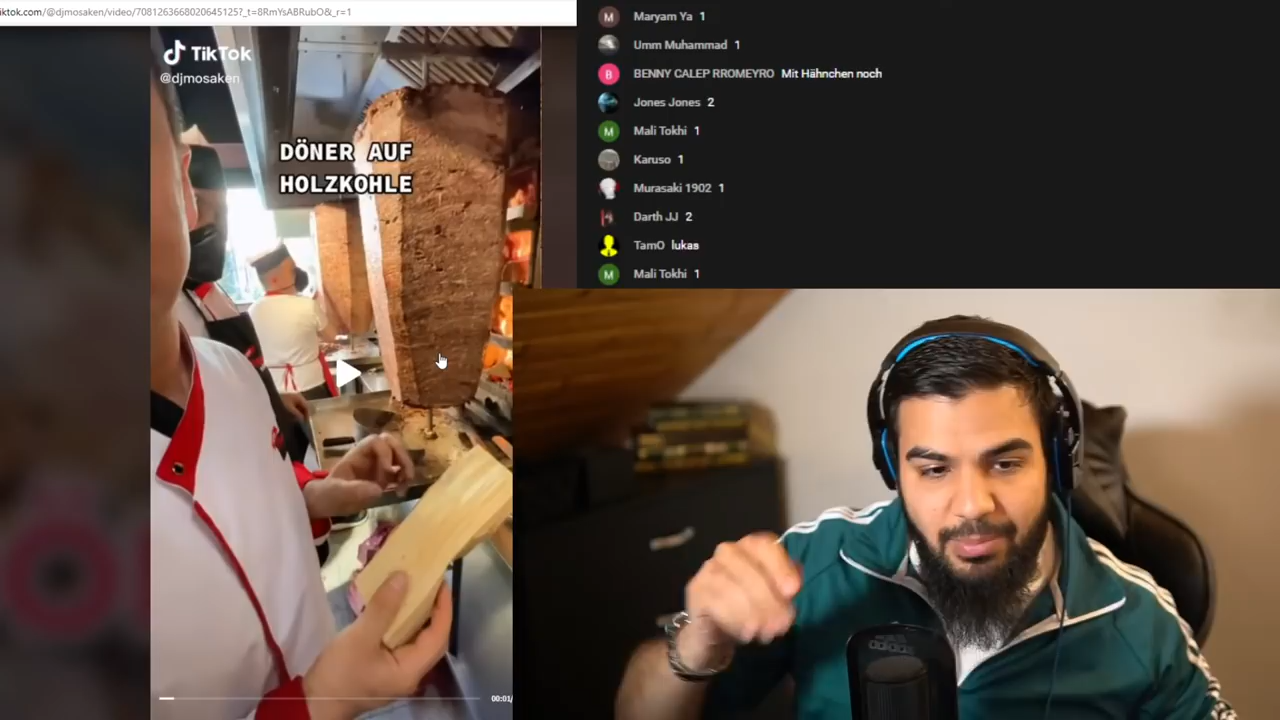 iktok.com/@djmosaken/video/7081263668020645125?_t=8RmYsABRubO&_r=1
TikTok
@djmosaken
DÖNER AUF
HOLZKOHLE
00:01/
M Maryam Ya 1
Umm Muhammad 1
B BENNY CALEP RROMEYRO Mit Hähnchen noch
Jones Jones 2
M Mali Tokhi 1
Karuso 1
Murasaki 1902 1
Darth JJ 2
TamO lukas
M Mali Tokhi 1